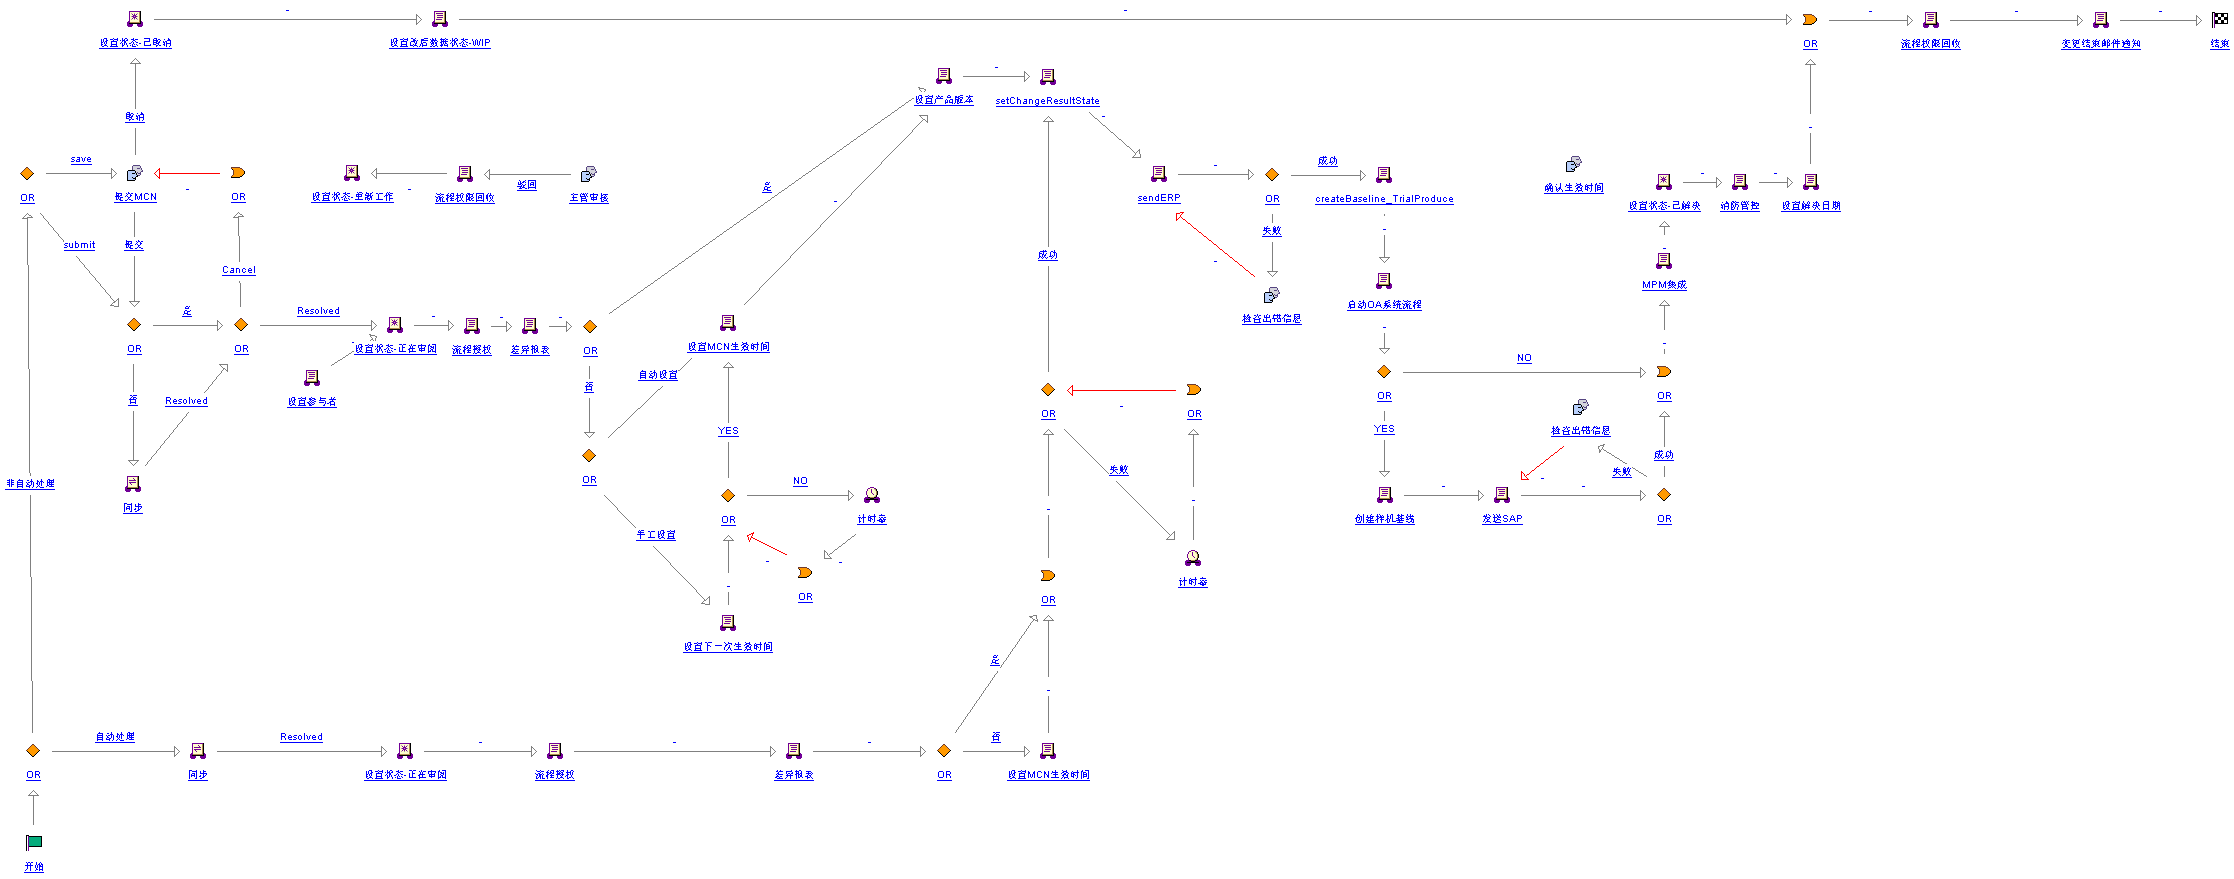 设置状态-已取消
设置改后数据状态-WIP
OR
流程权限回收
变更结束邮件通知
结束
设置产品版本
setChangeResultState
取消
save
OR
提交MCN
OR
设置状态-重新工作
流程权限回收
驳回
主管审核
是
sendERP
OR
成功
createBaseline_TrialProduce
确认生效时间
设置状态-已解决
消防管控
设置解决日期
submit
提交
Cancel
成功
失败
启动OA系统流程
MPM集成
检查出错信息
OR
是
OR
Resolved
设置状态-正在审阅
流程授权
差异报表
OR
设置MCN生效时间
设置参与者
否
Resolved
否
自动设置
NO
OR
OR
YES
OR
OR
YES
检查出错信息
成功
失败
失败
非自动处理
同步
OR
NO
OR
计时器
手工设置
创建样机基线
发送SAP
OR
OR
计时器
OR
设置下一次生效时间
是
自动处理
Resolved
否
OR
同步
设置状态-正在审阅
流程授权
差异报表
OR
设置MCN生效时间
开始